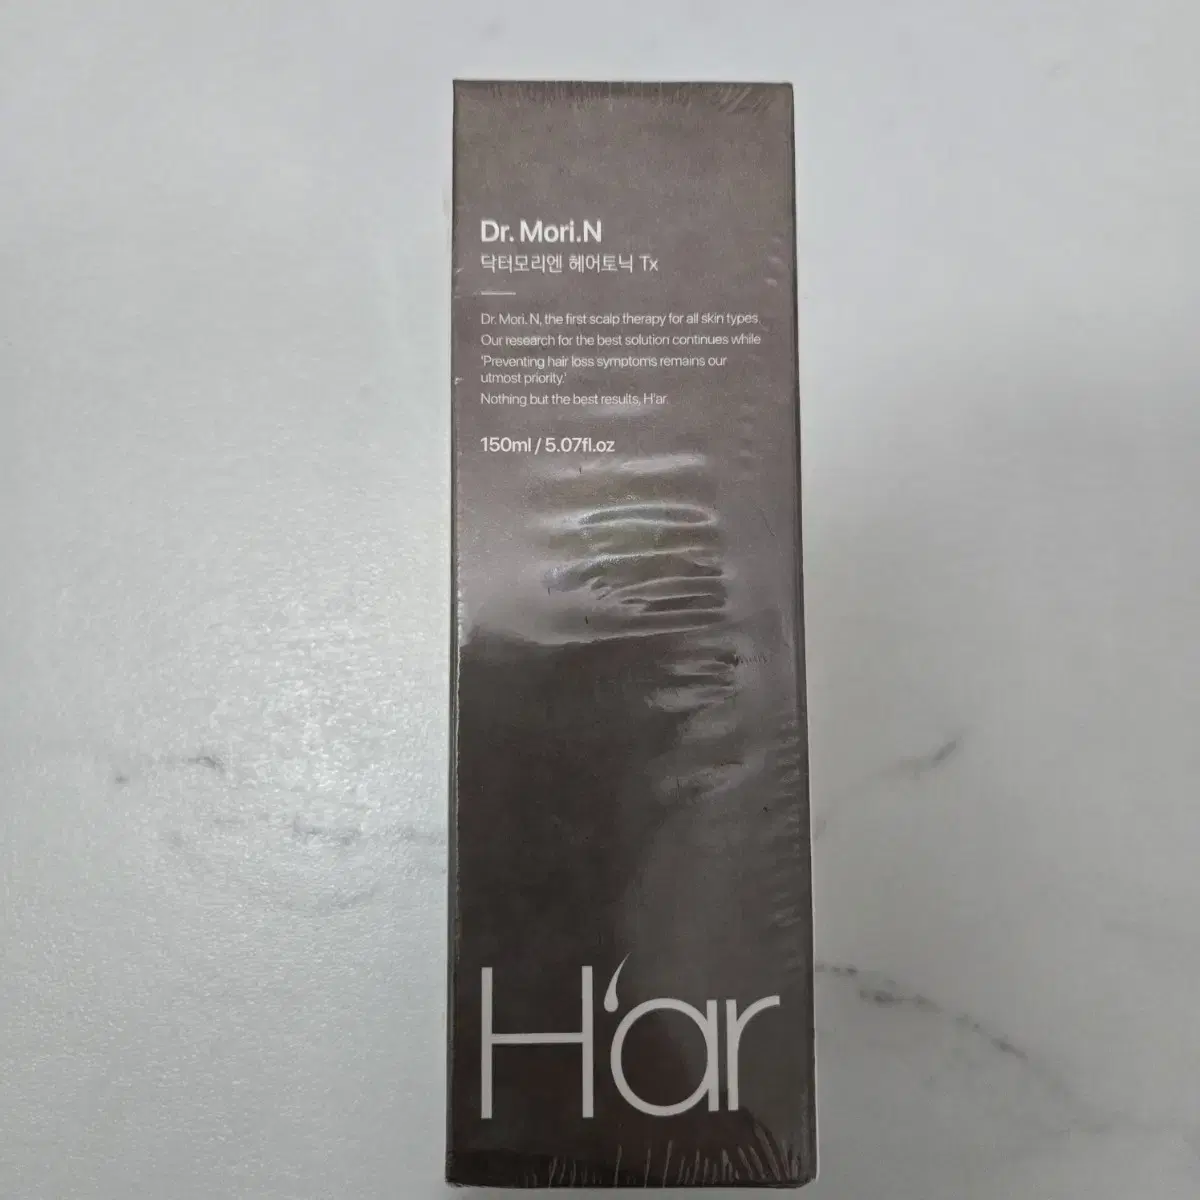 Dr. Mori.N
닥터모리엔 헤어토닉 Tx
Dr. Mori. N, the first scalp therapy for all skin types.
Our research for the best solution continues while
'Preventing hair loss symptoms remains our
utmost priority.'
Nothing but the best results, H'ar.
150ml / 5.07fl.oz
H'ar